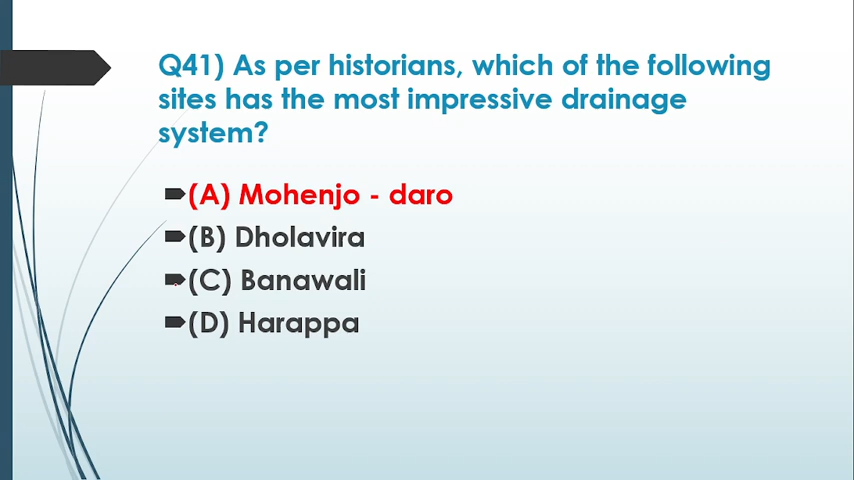 Q41) As per historians, which of the following
sites has the most impressive drainage
system?
(A) Mohenjo - daro
(B) Dholavira
(C) Banawali
(D) Harappa